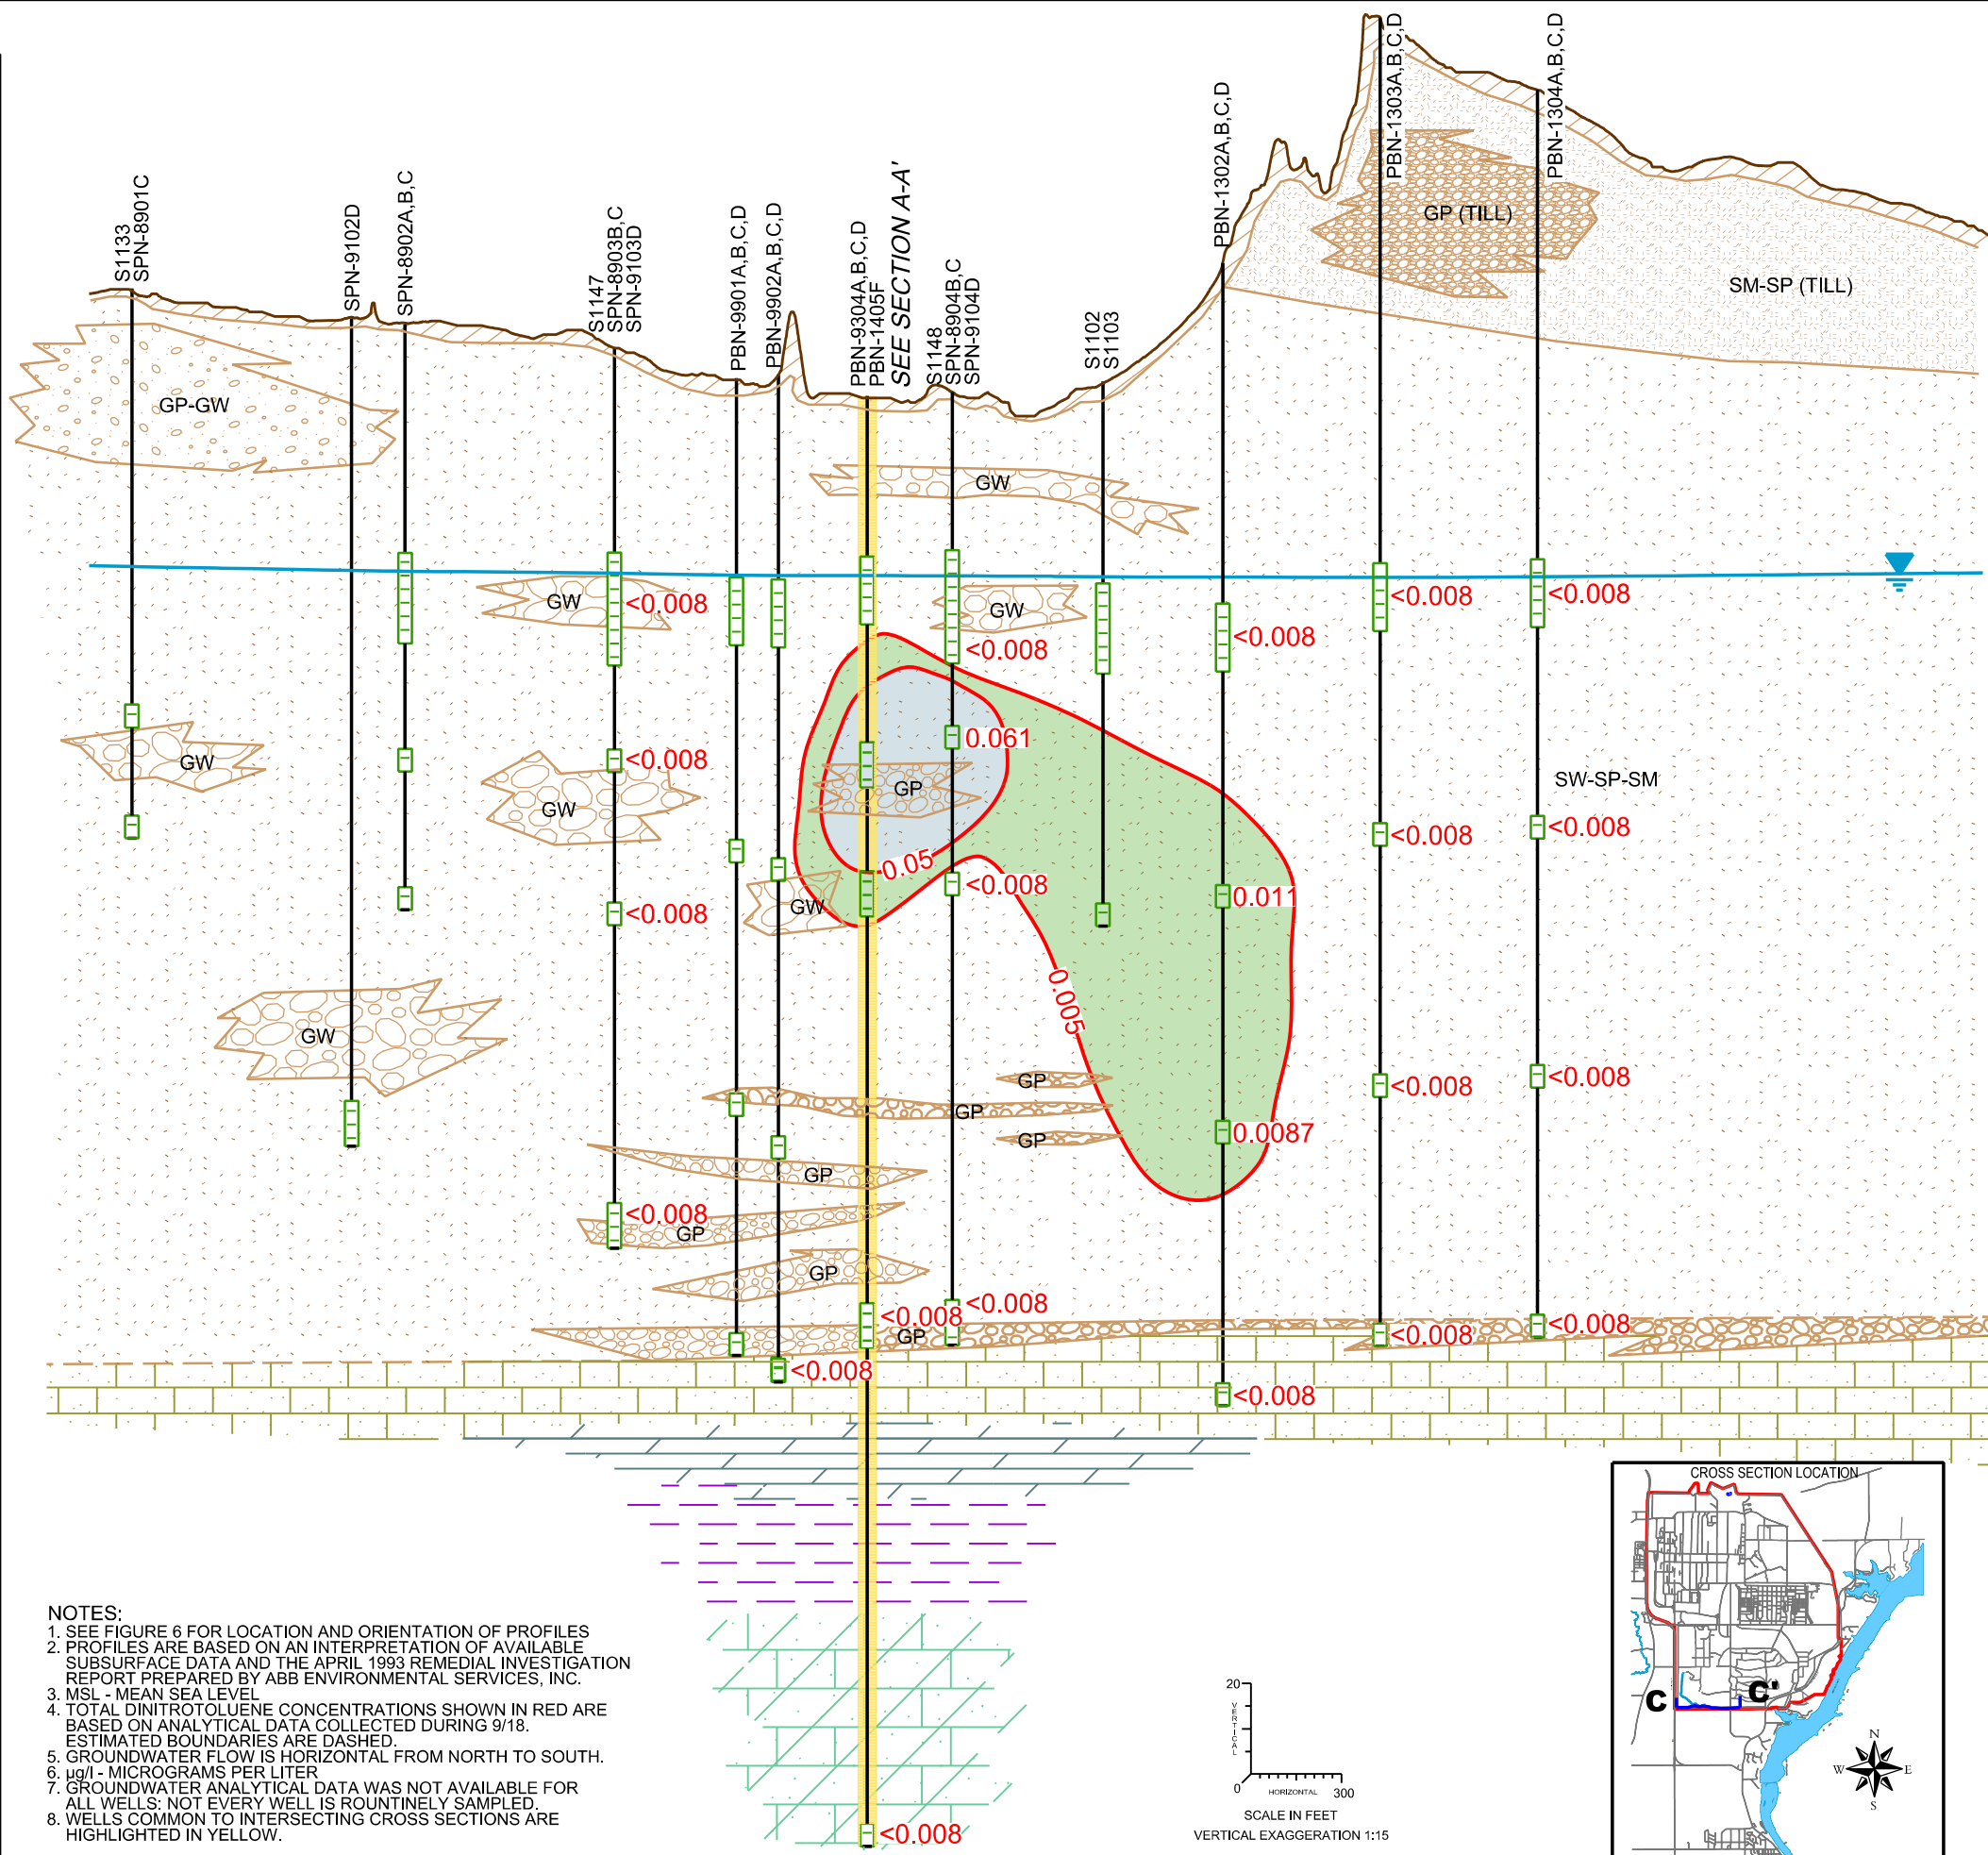 S1133
SPN-8901C
SPN-9102D
SPN-8902A,B,C
S1147
SPN-8903B,C
SPN-9103D
PBN-9901A,B,C,D
PBN-9902A,B,C,D
PBN-9304A,B,C,D
PBN-1405F
SEE SECTION A-A'
S1148
SPN-8904B,C
SPN-9104D
S1102
S1103
PBN-1302A,B,C,D
PBN-1303A,B,C,D
PBN-1304A,B,C,D
GP (TILL)
SM-SP (TILL)
GP-GW
GW
GW
<0.008
GW
<0.008
<0.008
<0.008
<0.008
GW
<0.008
GW
0.061
GP
SW-SP-SM
<0.008
<0.008
0.05
<0.008
<0.008
GW
0.011
0.005
GW
GP
GP
GP
<0.008
<0.008
0.0087
GP
<0.008
GP
GP
<0.008
<0.008
GP
<0.008
<0.008
<0.008
<0.008
NOTES:
1. SEE FIGURE 6 FOR LOCATION AND ORIENTATION OF PROFILES
2. PROFILES ARE BASED ON AN INTERPRETATION OF AVAILABLE
SUBSURFACE DATA AND THE APRIL 1993 REMEDIAL INVESTIGATION
REPORT PREPARED BY ABB ENVIRONMENTAL SERVICES, INC.
3. MSL - MEAN SEA LEVEL
4. TOTAL DINITROTOLUENE CONCENTRATIONS SHOWN IN RED ARE
BASED ON ANALYTICAL DATA COLLECTED DURING 9/18.
ESTIMATED BOUNDARIES ARE DASHED.
5. GROUNDWATER FLOW IS HORIZONTAL FROM NORTH TO SOUTH.
6. µg/l - MICROGRAMS PER LITER
7. GROUNDWATER ANALYTICAL DATA WAS NOT AVAILABLE FOR
ALL WELLS: NOT EVERY WELL IS ROUNTINELY SAMPLED.
8. WELLS COMMON TO INTERSECTING CROSS SECTIONS ARE
HIGHLIGHTED IN YELLOW.
<0.008
20
VERTICAL
0
HORIZONTAL
300
SCALE IN FEET
VERTICAL EXAGGERATION 1:15
CROSS SECTION LOCATION
C
C'
N
W
E
S